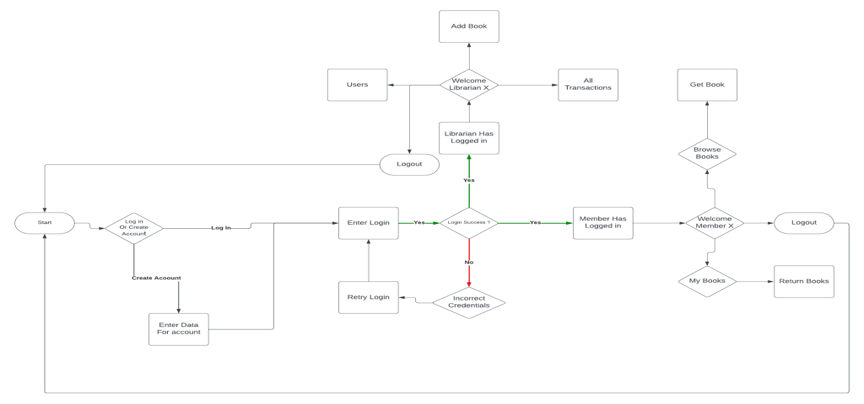 Add Book
Users
Welcome
Librarian X
All
Transactions
Get Book
Librarian Has
Logged in
Browse
Books
Logout
Yes
Start
Log in
Or Create
Account
Log In
Enter Login
Yes
Login Success ?
Yes
Member Has
Logged in
Welcome
Member X
Logout
No
Create Account
My Books
Return Books
Retry Login
Incorrect
Credentials
Enter Data
For account